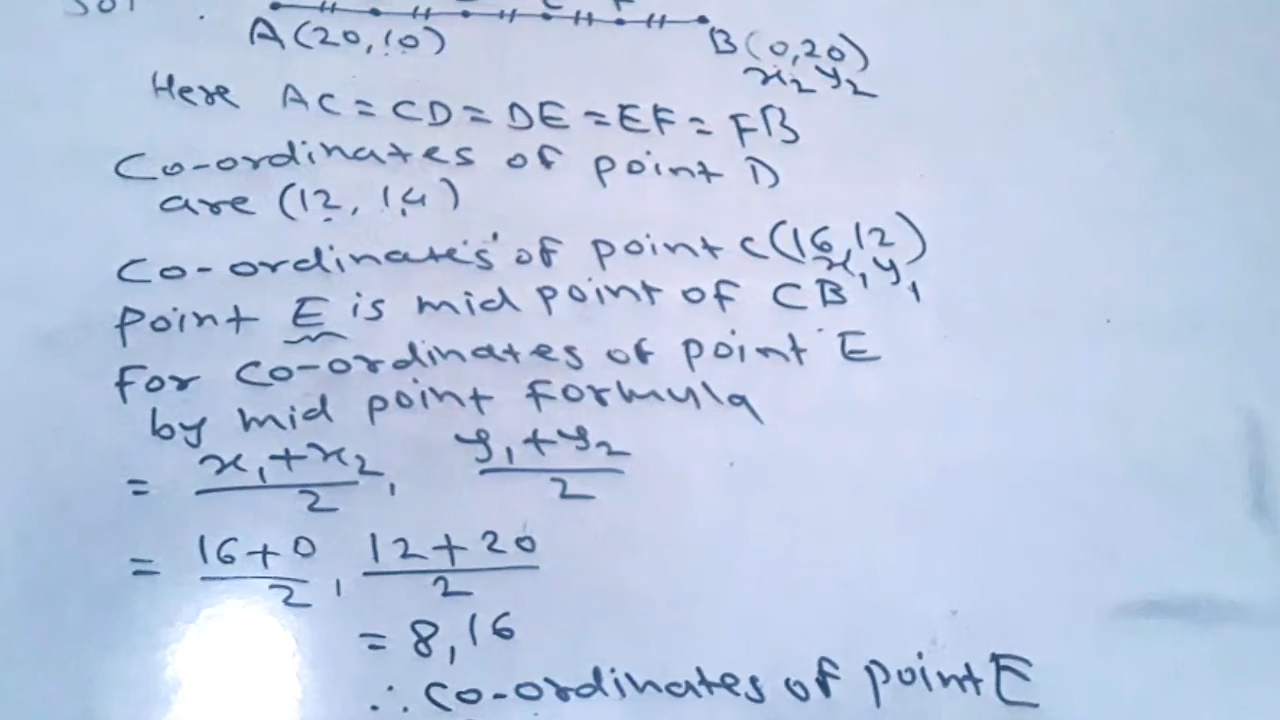 Sol
A(20,10)
B(0,20)
x₂ y₂
Here AC = CD = DE = EF = FB
Co-ordinates of point D
are (12, 14)
Co-ordinates of point C(16,12)
x₁ y₁
Point E is mid point of CB
For co-ordinates of point E
by mid point formula
= x₁+x₂/2, y₁+y₂/2
= 16+0/2, 12+20/2
= 8,16
∴ co-ordinates of point E